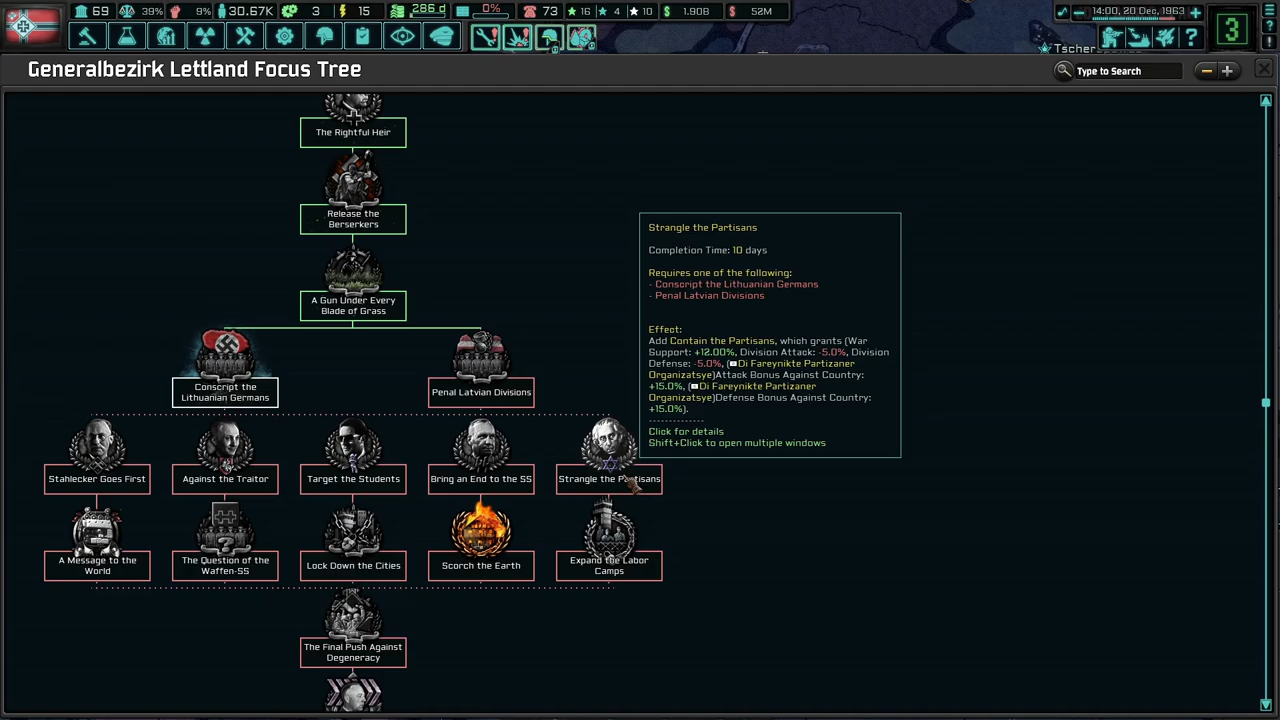 69
39%
9%
30.67K
3
15
286.d
0%
73
16
4
10
1.90B
52M
14:00, 20 Dec, 1963
3
Tscher
Generalbezirk Lettland Focus Tree
Type to Search
The Rightful Heir
Release the
Berserkers
A Gun Under Every
Blade of Grass
Conscript the
Lithuanian Germans
Penal Latvian Divisions
Stahlecker Goes First
Against the Traitor
Target the Students
Bring an End to the SS
Strangle the Partisans
A Message to the
World
The Question of the
Waffen-SS
Lock Down the Cities
Scorch the Earth
Expand the Labor
Camps
The Final Push Against
Degeneracy
Strangle the Partisans
Completion Time: 10 days
Requires one of the following:
- Conscript the Lithuanian Germans
- Penal Latvian Divisions
Effect:
Add Contain the Partisans, which grants (War
Support: +12.00%, Division Attack: -5.0%, Division
Defense: -5.0%, (Di Fareynikte Partizaner
Organizatsye)Attack Bonus Against Country:
+15.0%, (Di Fareynikte Partizaner
Organizatsye)Defense Bonus Against Country:
+15.0%).
--------------
Click for details
Shift+Click to open multiple windows